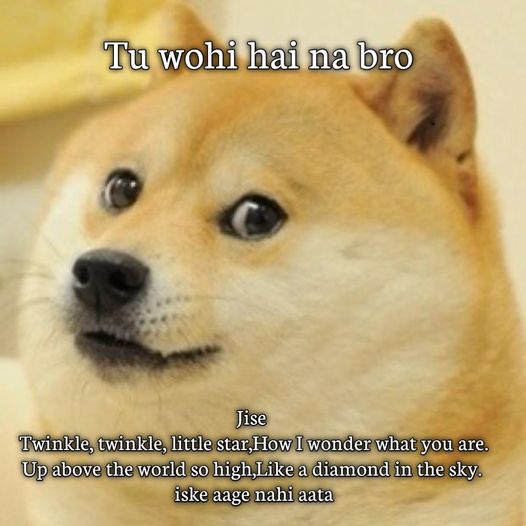 Tu wohi hai na bro
Jise
Twinkle, twinkle, little star,How I wonder what you are.
Up above the world so high,Like a diamond in the sky.
iske aage nahi aata